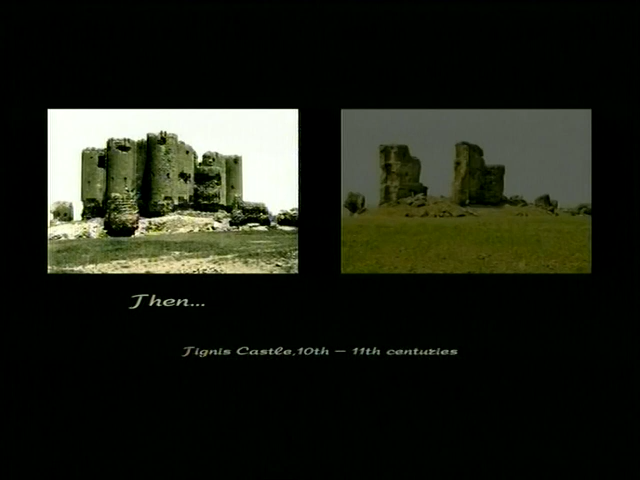 Then...
Tignis Castle,10th – 11th centuries